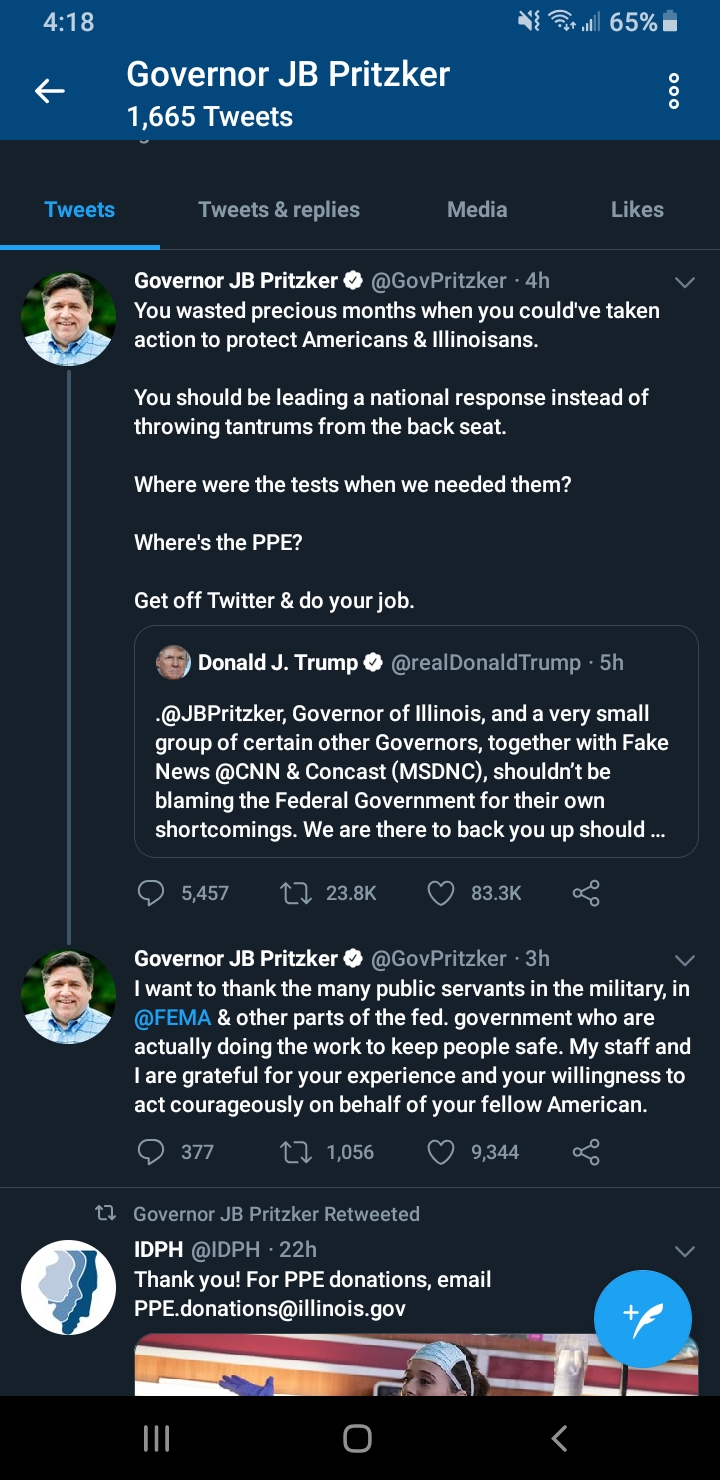 4:18
65%
Governor JB Pritzker
1,665 Tweets
Tweets
Tweets & replies
Media
Likes
Governor JB Pritzker @GovPritzker · 4h
You wasted precious months when you could've taken
action to protect Americans & Illinoisans.
You should be leading a national response instead of
throwing tantrums from the back seat.
Where were the tests when we needed them?
Where's the PPE?
Get off Twitter & do your job.
Donald J. Trump @realDonaldTrump · 5h
.@JBPritzker, Governor of Illinois, and a very small
group of certain other Governors, together with Fake
News @CNN & Concast (MSDNC), shouldn’t be
blaming the Federal Government for their own
shortcomings. We are there to back you up should ...
5,457
23.8K
83.3K
Governor JB Pritzker @GovPritzker · 3h
I want to thank the many public servants in the military, in
@FEMA & other parts of the fed. government who are
actually doing the work to keep people safe. My staff and
I are grateful for your experience and your willingness to
act courageously on behalf of your fellow American.
377
1,056
9,344
Governor JB Pritzker Retweeted
IDPH @IDPH · 22h
Thank you! For PPE donations, email
PPE.donations@illinois.gov